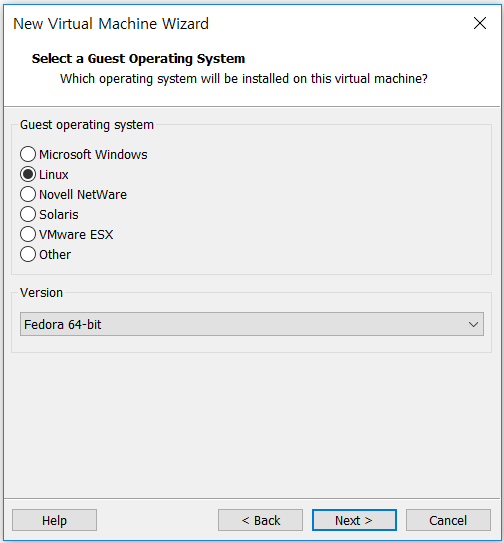 New Virtual Machine Wizard
Select a Guest Operating System
Which operating system will be installed on this virtual machine?
Guest operating system
Microsoft Windows
Linux
Novell NetWare
Solaris
VMware ESX
Other
Version
Fedora 64-bit
Help
< Back
Next >
Cancel